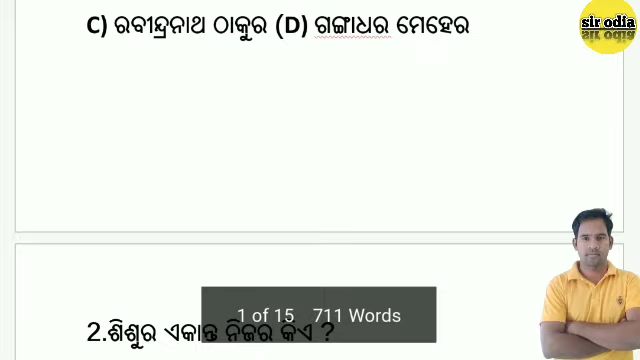 C) ରବୀନ୍ଦ୍ରନାଥ ଠାକୁର (D) ଗଙ୍ଗାଧର ମେହେର
sir odia
1 of 15 711 Words
2.ଶିଶୁର ଏକାନ୍ତ ନିଜର କିଏ ?